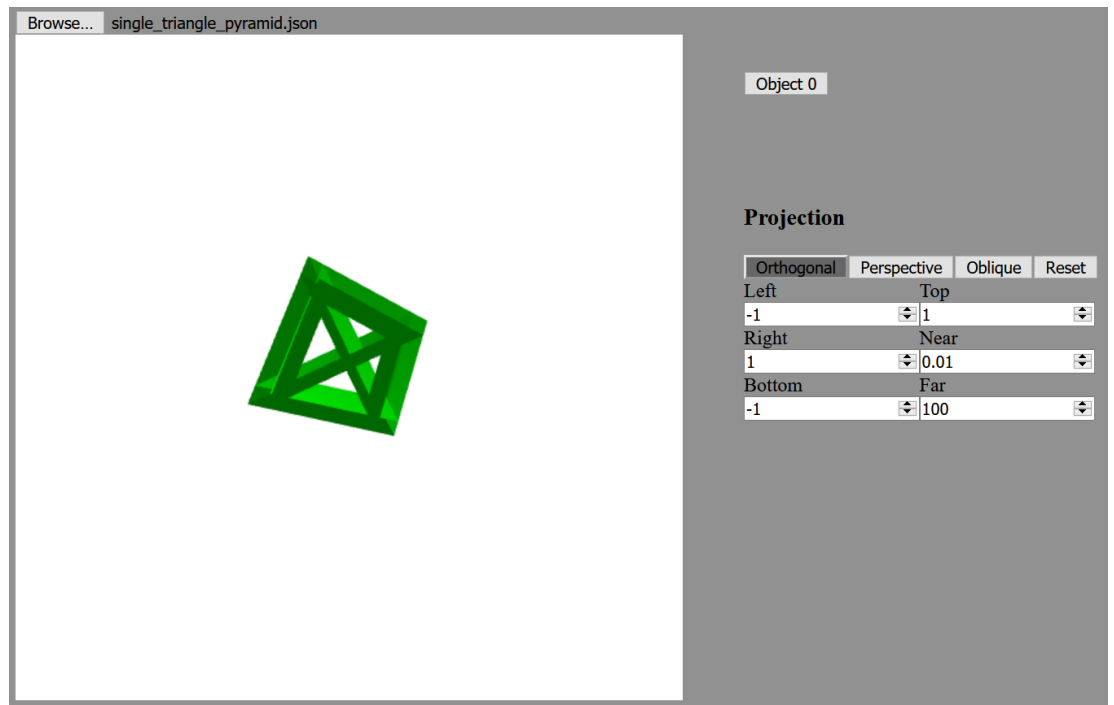 Browse... single_triangle_pyramid.json
Object 0
Projection
Orthogonal Perspective Oblique Reset
Left Top
-1 1
Right Near
1 0.01
Bottom Far
-1 100